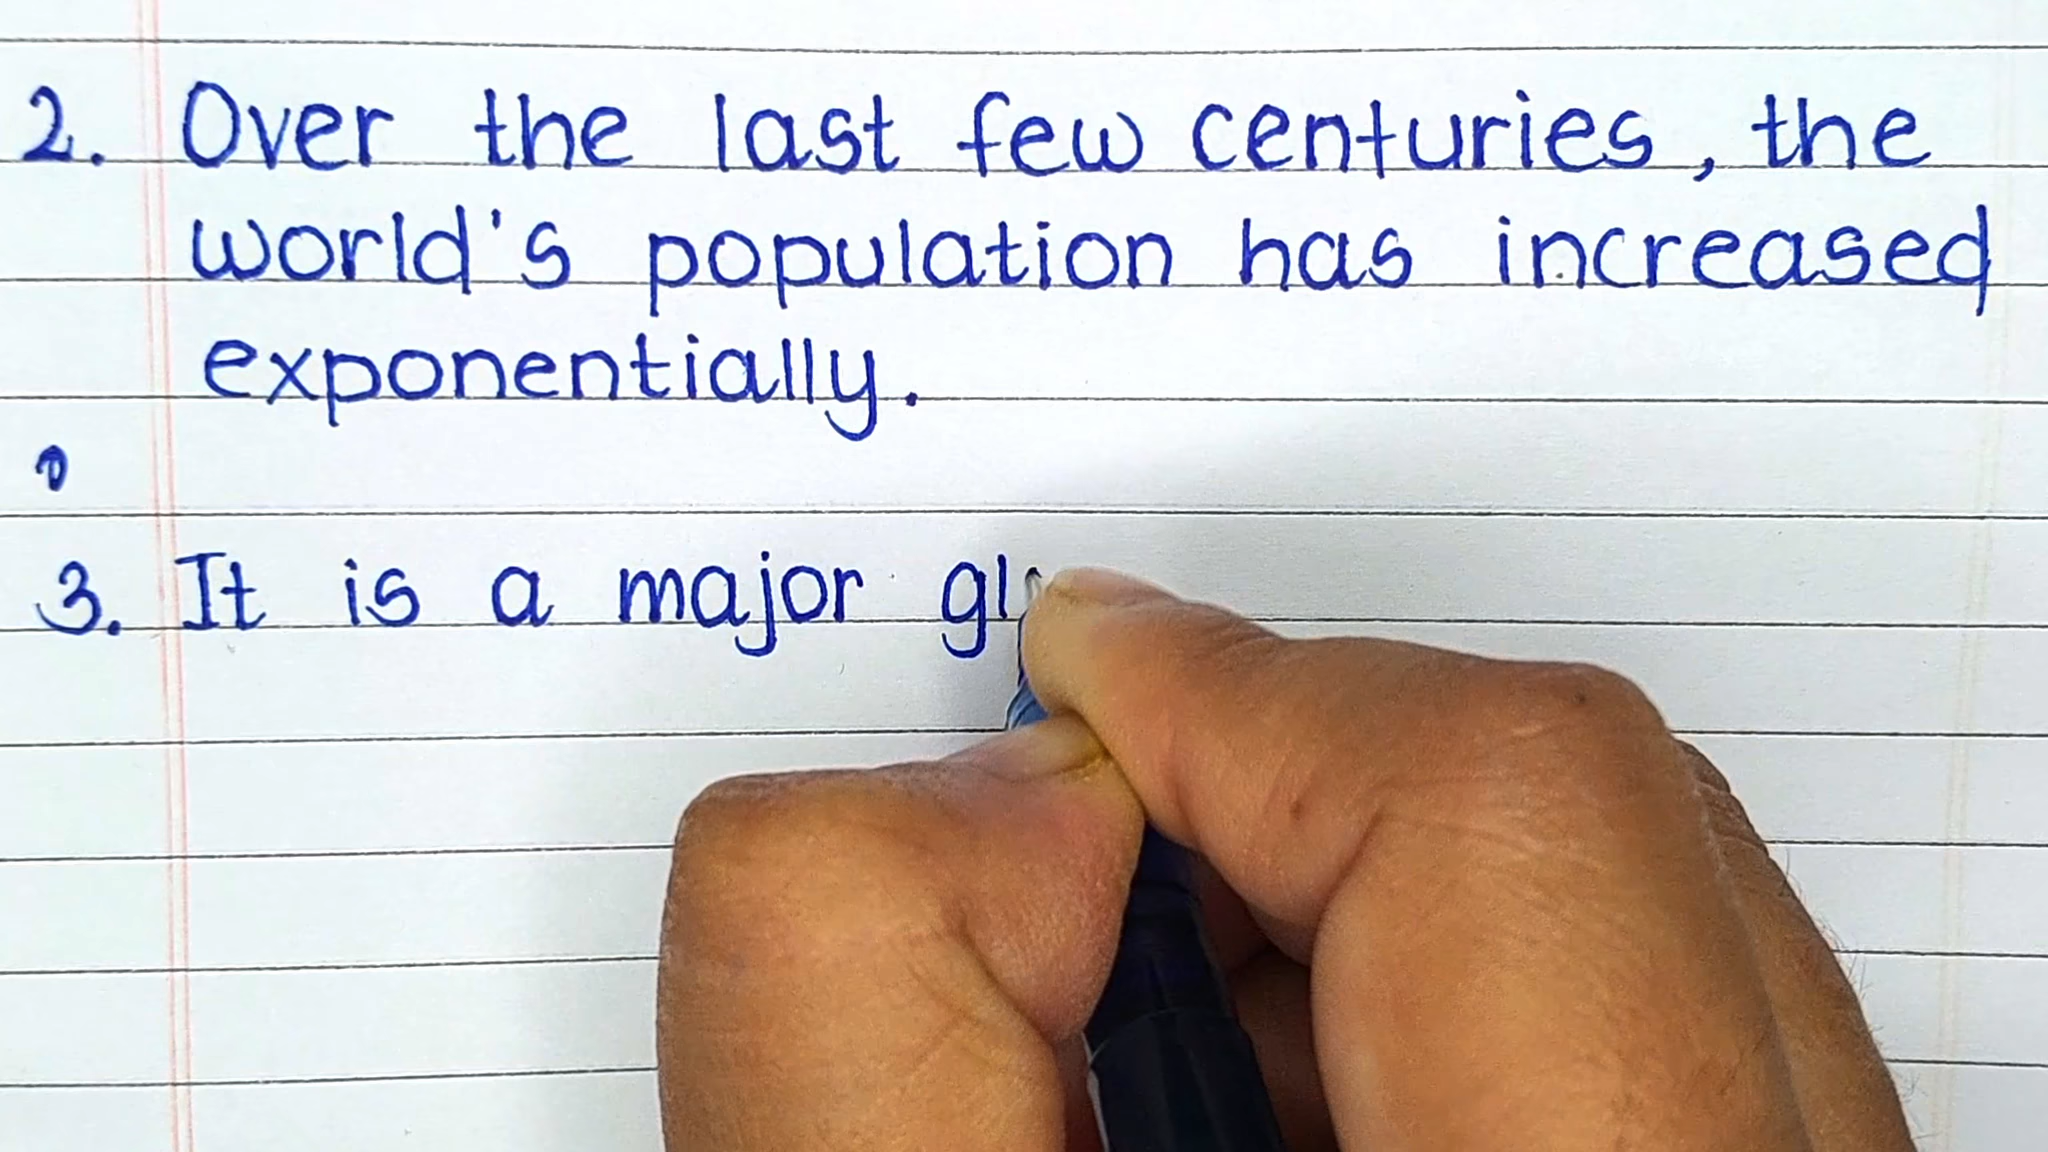 2. Over the last few centuries, the
world's population has increased
exponentially.
3. It is a major